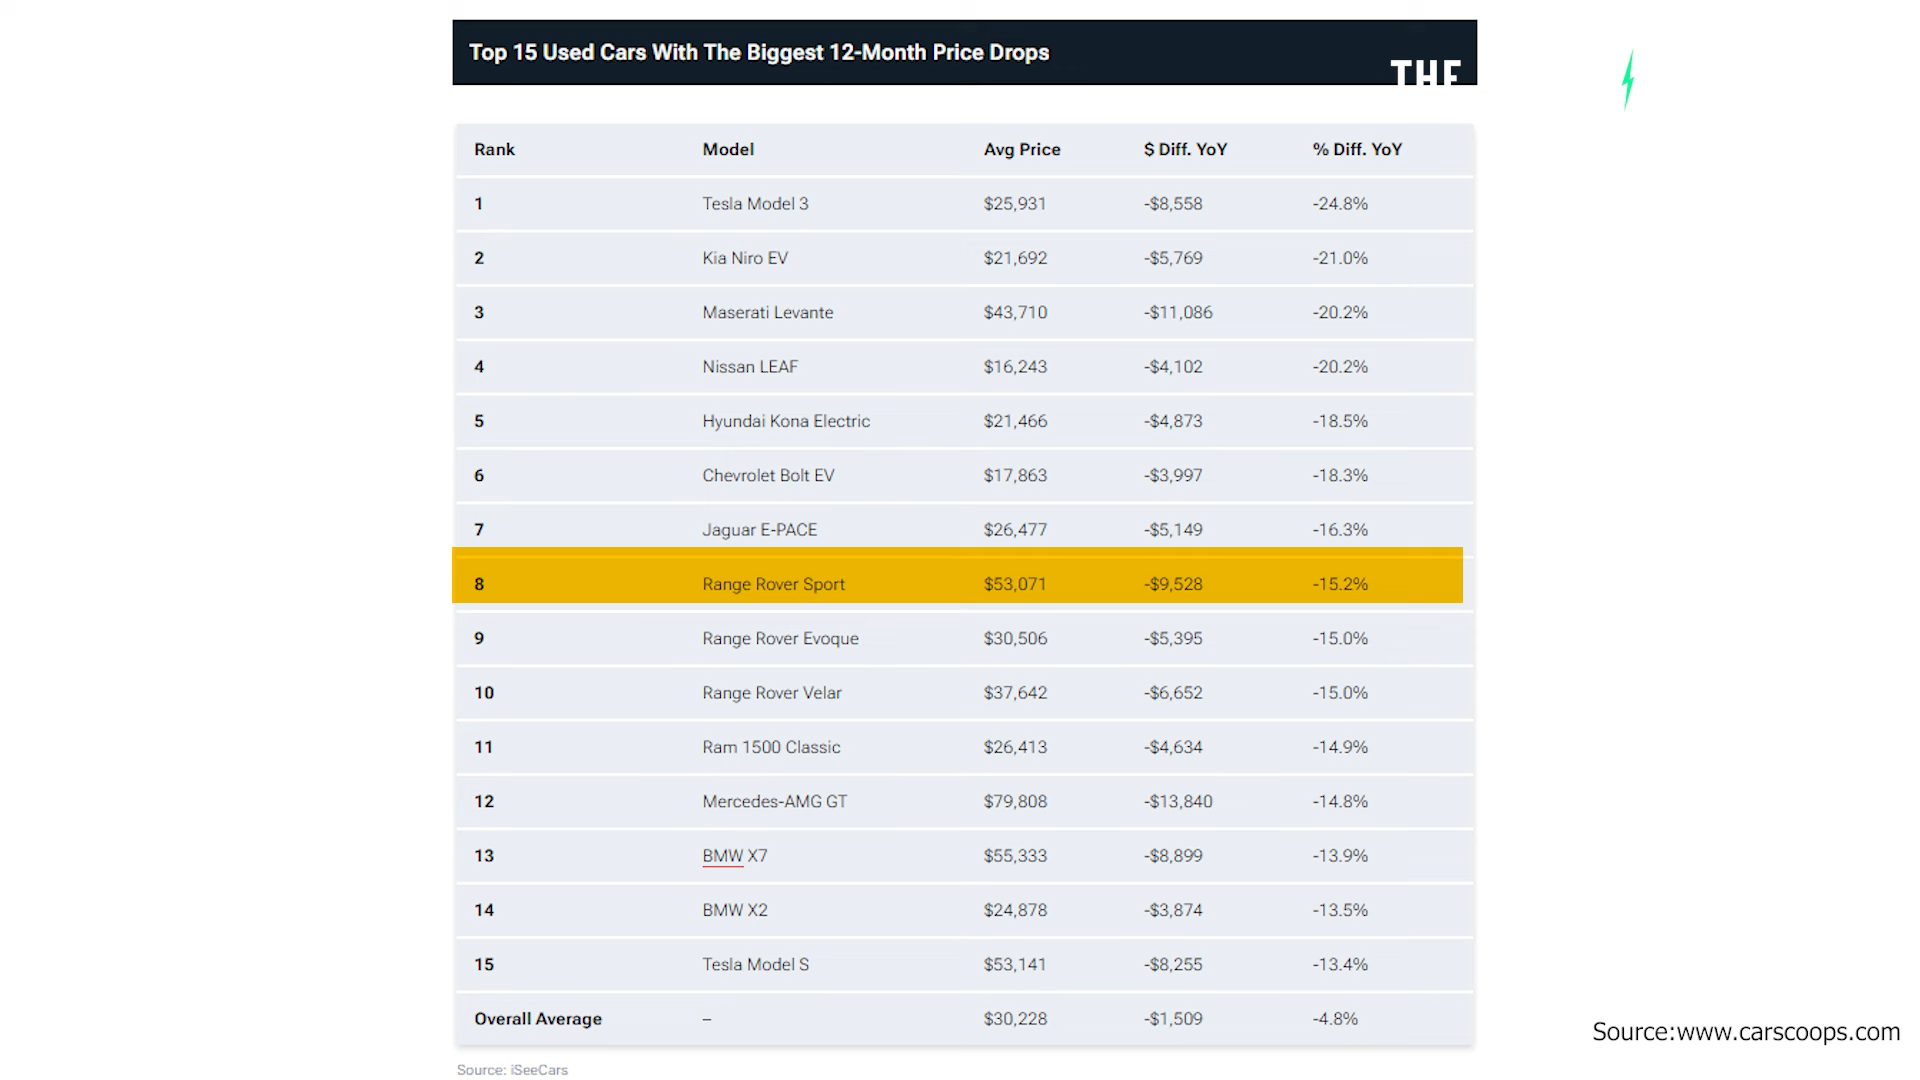 Top 15 Used Cars With The Biggest 12-Month Price Drops
THE
Rank Model Avg Price $ Diff. YoY % Diff. YoY
1 Tesla Model 3 $25,931 -$8,558 -24.8%
2 Kia Niro EV $21,692 -$5,769 -21.0%
3 Maserati Levante $43,710 -$11,086 -20.2%
4 Nissan LEAF $16,243 -$4,102 -20.2%
5 Hyundai Kona Electric $21,466 -$4,873 -18.5%
6 Chevrolet Bolt EV $17,863 -$3,997 -18.3%
7 Jaguar E-PACE $26,477 -$5,149 -16.3%
8 Range Rover Sport $53,071 -$9,528 -15.2%
9 Range Rover Evoque $30,506 -$5,395 -15.0%
10 Range Rover Velar $37,642 -$6,652 -15.0%
11 Ram 1500 Classic $26,413 -$4,634 -14.9%
12 Mercedes-AMG GT $79,808 -$13,840 -14.8%
13 BMW X7 $55,333 -$8,899 -13.9%
14 BMW X2 $24,878 -$3,874 -13.5%
15 Tesla Model S $53,141 -$8,255 -13.4%
Overall Average – $30,228 -$1,509 -4.8%
Source: iSeeCars
Source:www.carscoops.com